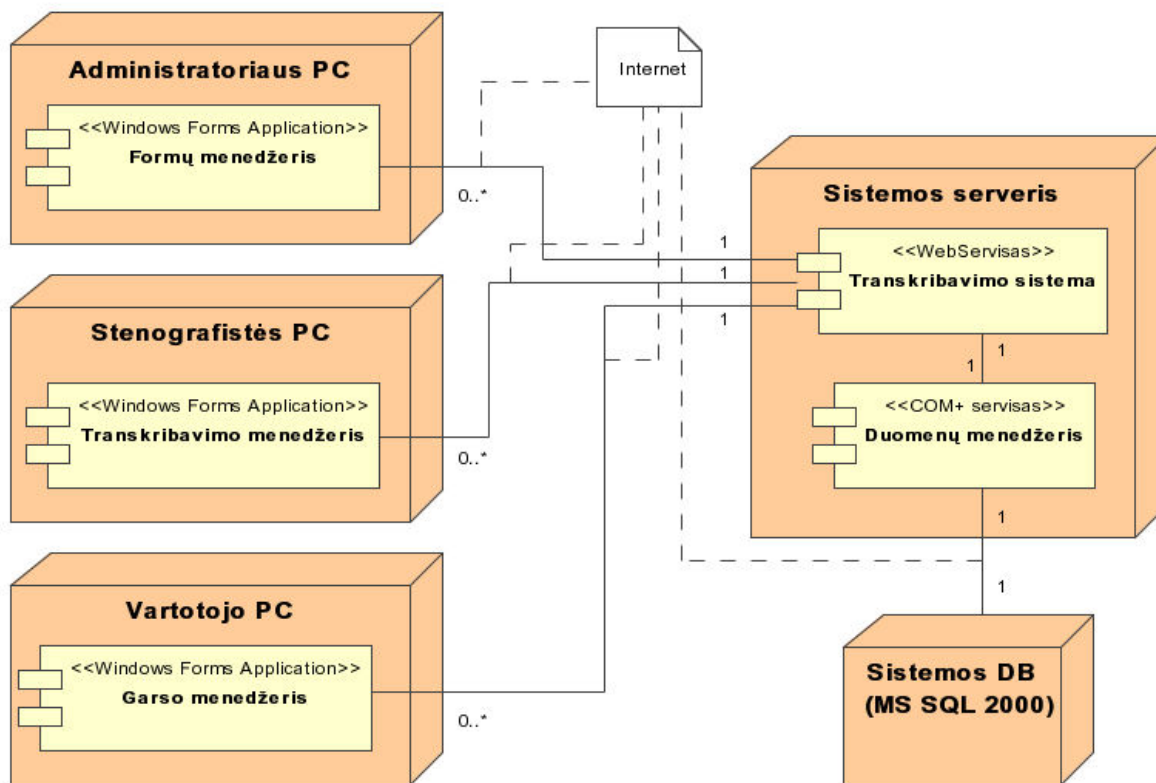 Administratoriaus PC
<<Windows Forms Application>>
Formų menedžeris
0..*
Internet
Stenografistės PC
<<Windows Forms Application>>
Transkribavimo menedžeris
0..*
Vartotojo PC
<<Windows Forms Application>>
Garso menedžeris
0..*
Sistemos serveris
1
<<WebServisas>>
1
Transkribavimo sistema
1
1
1
<<COM+ servisas>>
Duomenų menedžeris
1
1
Sistemos DB
(MS SQL 2000)